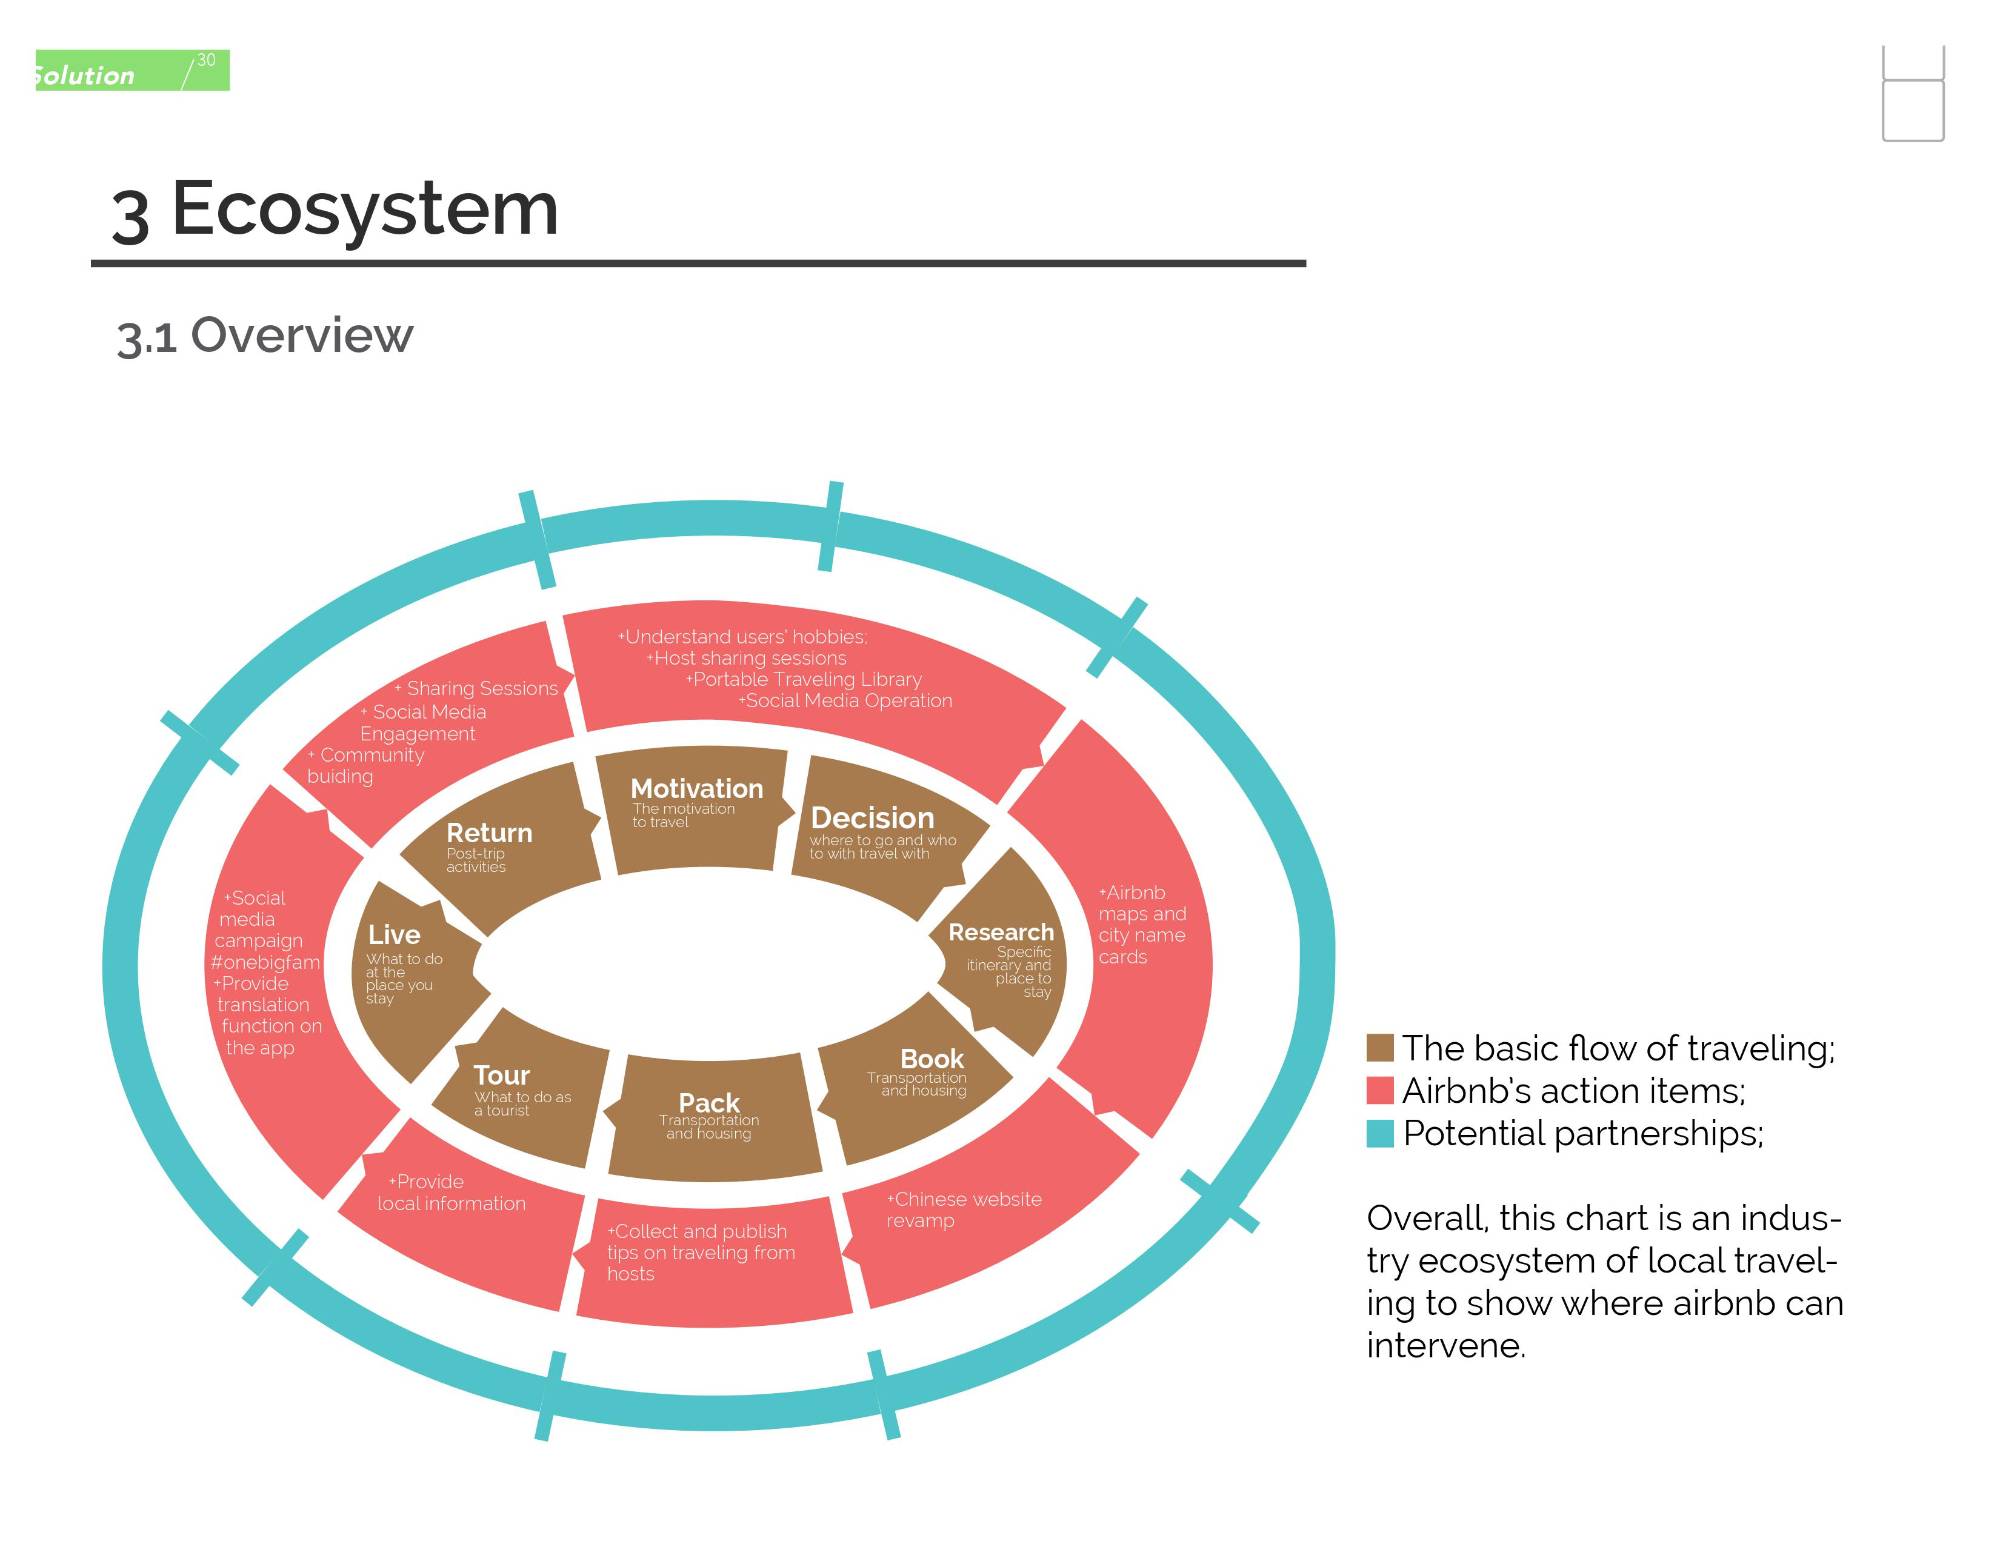 Solution
30
3 Ecosystem
3.1 Overview
+Understand users' hobbies:
+Host sharing sessions
+Portable Traveling Library
+Social Media Operation
+ Sharing Sessions
+ Social Media
Engagement
+ Community
buiding
+Airbnb
maps and
city name
cards
+Chinese website
revamp
+Collect and publish
tips on traveling from
hosts
+Provide
local information
+Social
media
campaign
#onebigfam
+Provide
translation
function on
the app
Motivation
The motivation
to travel
Decision
where to go and who
to with travel with
Research
Specific
itinerary and
place to
stay
Book
Transportation
and housing
Pack
Transportation
and housing
Tour
What to do as
a tourist
Live
What to do
at the
place you
stay
Return
Post-trip
activities
The basic flow of traveling;
Airbnb's action items;
Potential partnerships;
Overall, this chart is an indus-
try ecosystem of local travel-
ing to show where airbnb can
intervene.